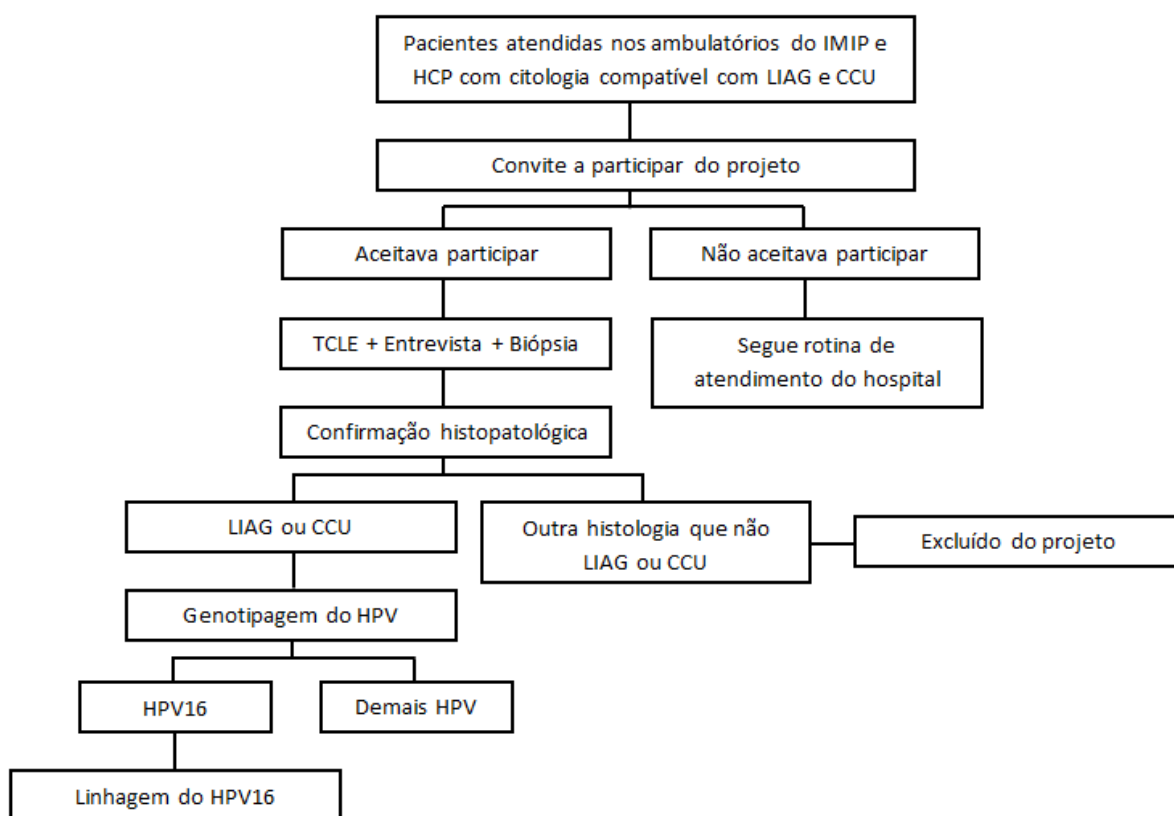 Pacientes atendidas nos ambulatórios do IMIP e
HCP com citologia compatível com LIAG e CCU
Convite a participar do projeto
Aceitava participar
Não aceitava participar
TCLE + Entrevista + Biópsia
Segue rotina de
atendimento do hospital
Confirmação histopatológica
LIAG ou CCU
Outra histologia que não
LIAG ou CCU
Excluído do projeto
Genotipagem do HPV
HPV16
Demais HPV
Linhagem do HPV16